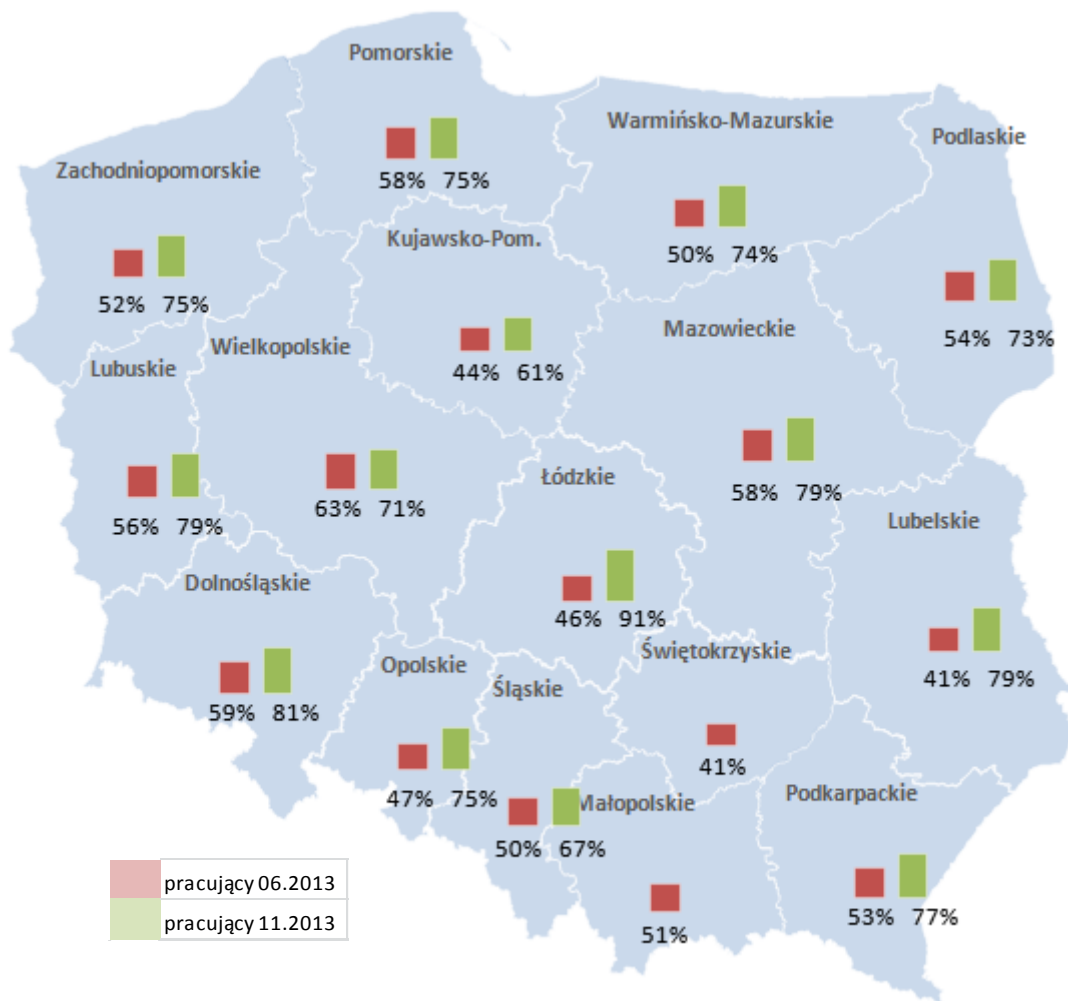 Pomorskie
58% 75%
Warmińsko-Mazurskie
50% 74%
Podlaskie
54% 73%
Zachodniopomorskie
52% 75%
Kujawsko-Pom.
44% 61%
Mazowieckie
58% 79%
Wielkopolskie
63% 71%
Lubuskie
56% 79%
Łódzkie
46% 91%
Lubelskie
41% 79%
Dolnośląskie
59% 81%
Opolskie
47% 75%
Śląskie
50% 67%
Świętokrzyskie
41%
Małopolskie
51%
Podkarpackie
53% 77%
pracujący 06.2013
pracujący 11.2013